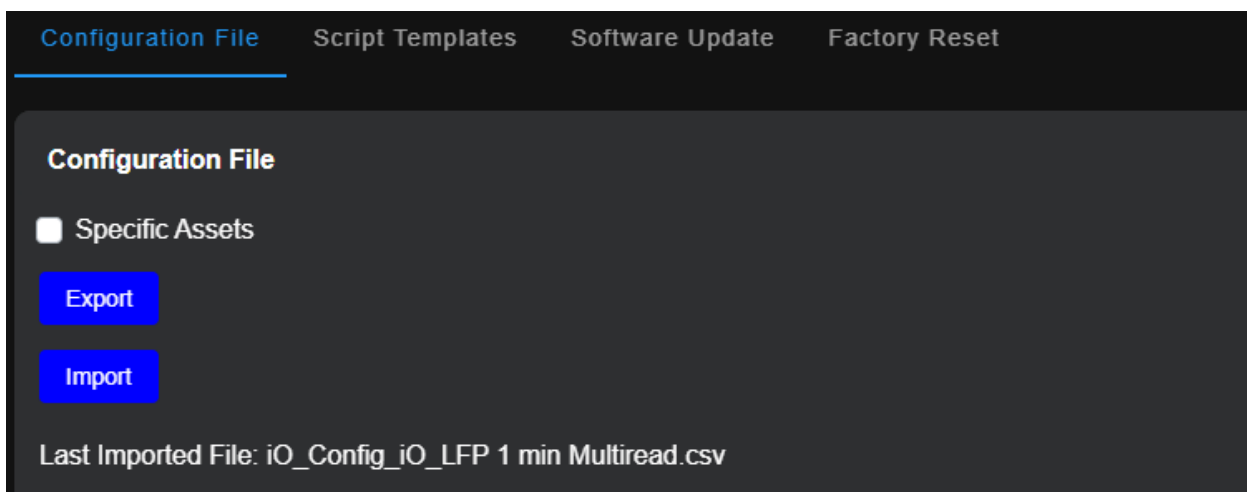 Configuration File Script Templates Software Update Factory Reset
Configuration File
Specific Assets
Export
Import
Last Imported File: iO_Config_iO_LFP 1 min Multiread.csv